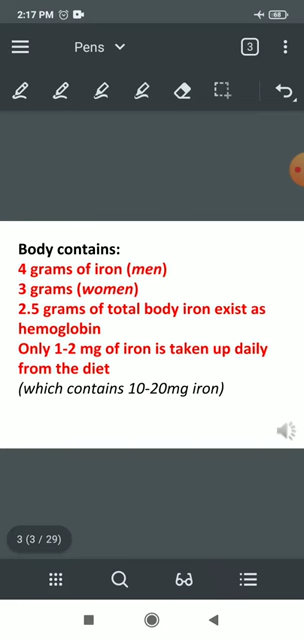 2:17 PM
68
Pens
3
Body contains:
4 grams of iron (men)
3 grams (women)
2.5 grams of total body iron exist as
hemoglobin
Only 1-2 mg of iron is taken up daily
from the diet
(which contains 10-20mg iron)
3 (3 / 29)